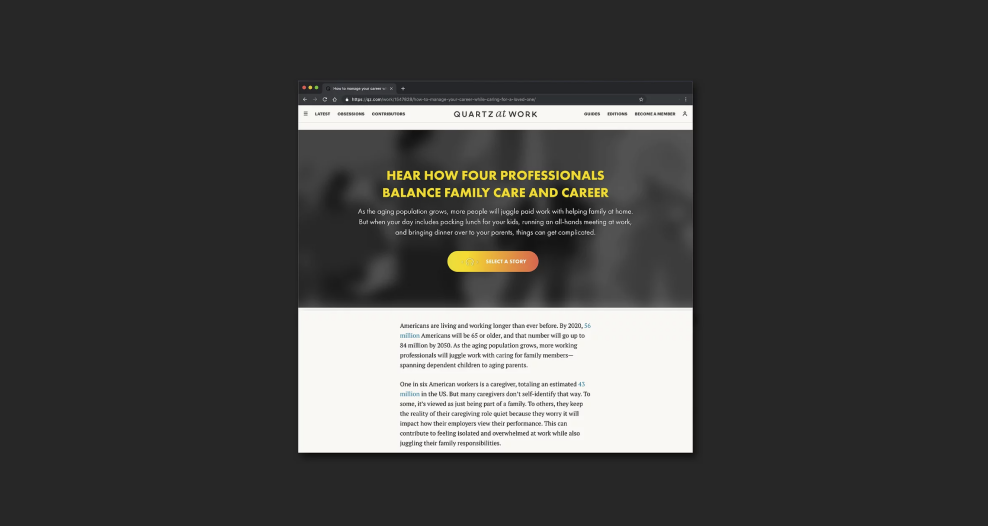 How to manage your career w
https://qz.com/work/1547828/how-to-manage-your-career-while-caring-for-a-loved-one/
LATEST OBSESSIONS CONTRIBUTORS QUARTZ at WORK GUIDES EDITIONS BECOME A MEMBER
HEAR HOW FOUR PROFESSIONALS
BALANCE FAMILY CARE AND CAREER
As the aging population grows, more people will juggle paid work with helping family at home.
But when your day includes packing lunch for your kids, running an all-hands meeting at work,
and bringing dinner over to your parents, things can get complicated.
SELECT A STORY
Americans are living and working longer than ever before. By 2020, 56
million Americans will be 65 or older, and that number will go up to
84 million by 2050. As the aging population grows, more working
professionals will juggle work with caring for family members—
spanning dependent children to aging parents.
One in six American workers is a caregiver, totaling an estimated 43
million in the US. But many caregivers don't self-identify that way. To
some, it's viewed as just being part of a family. To others, they keep
the reality of their caregiving role quiet because they worry it will
impact how their employers view their performance. This can
contribute to feeling isolated and overwhelmed at work while also
juggling their family responsibilities.